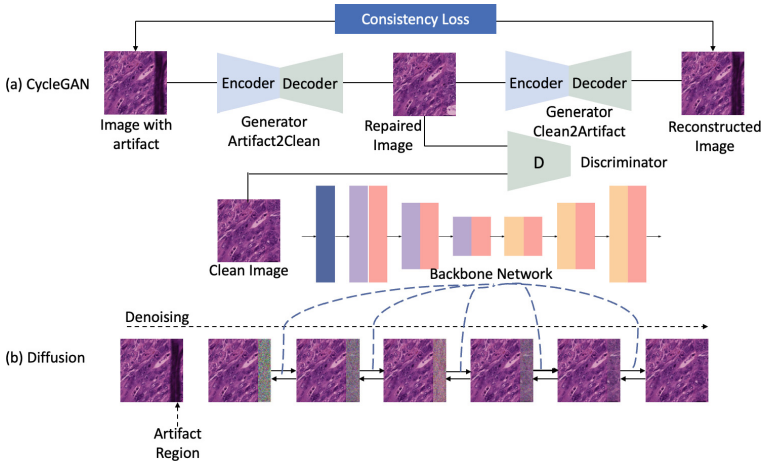 Consistency Loss
(a) CycleGAN
Encoder
Decoder
Encoder
Decoder
Image with
artifact
Generator
Artifact2Clean
Repaired
Image
Generator
Clean2Artifact
Reconstructed
Image
D
Discriminator
Clean Image
Backbone Network
Denoising
(b) Diffusion
Artifact
Region